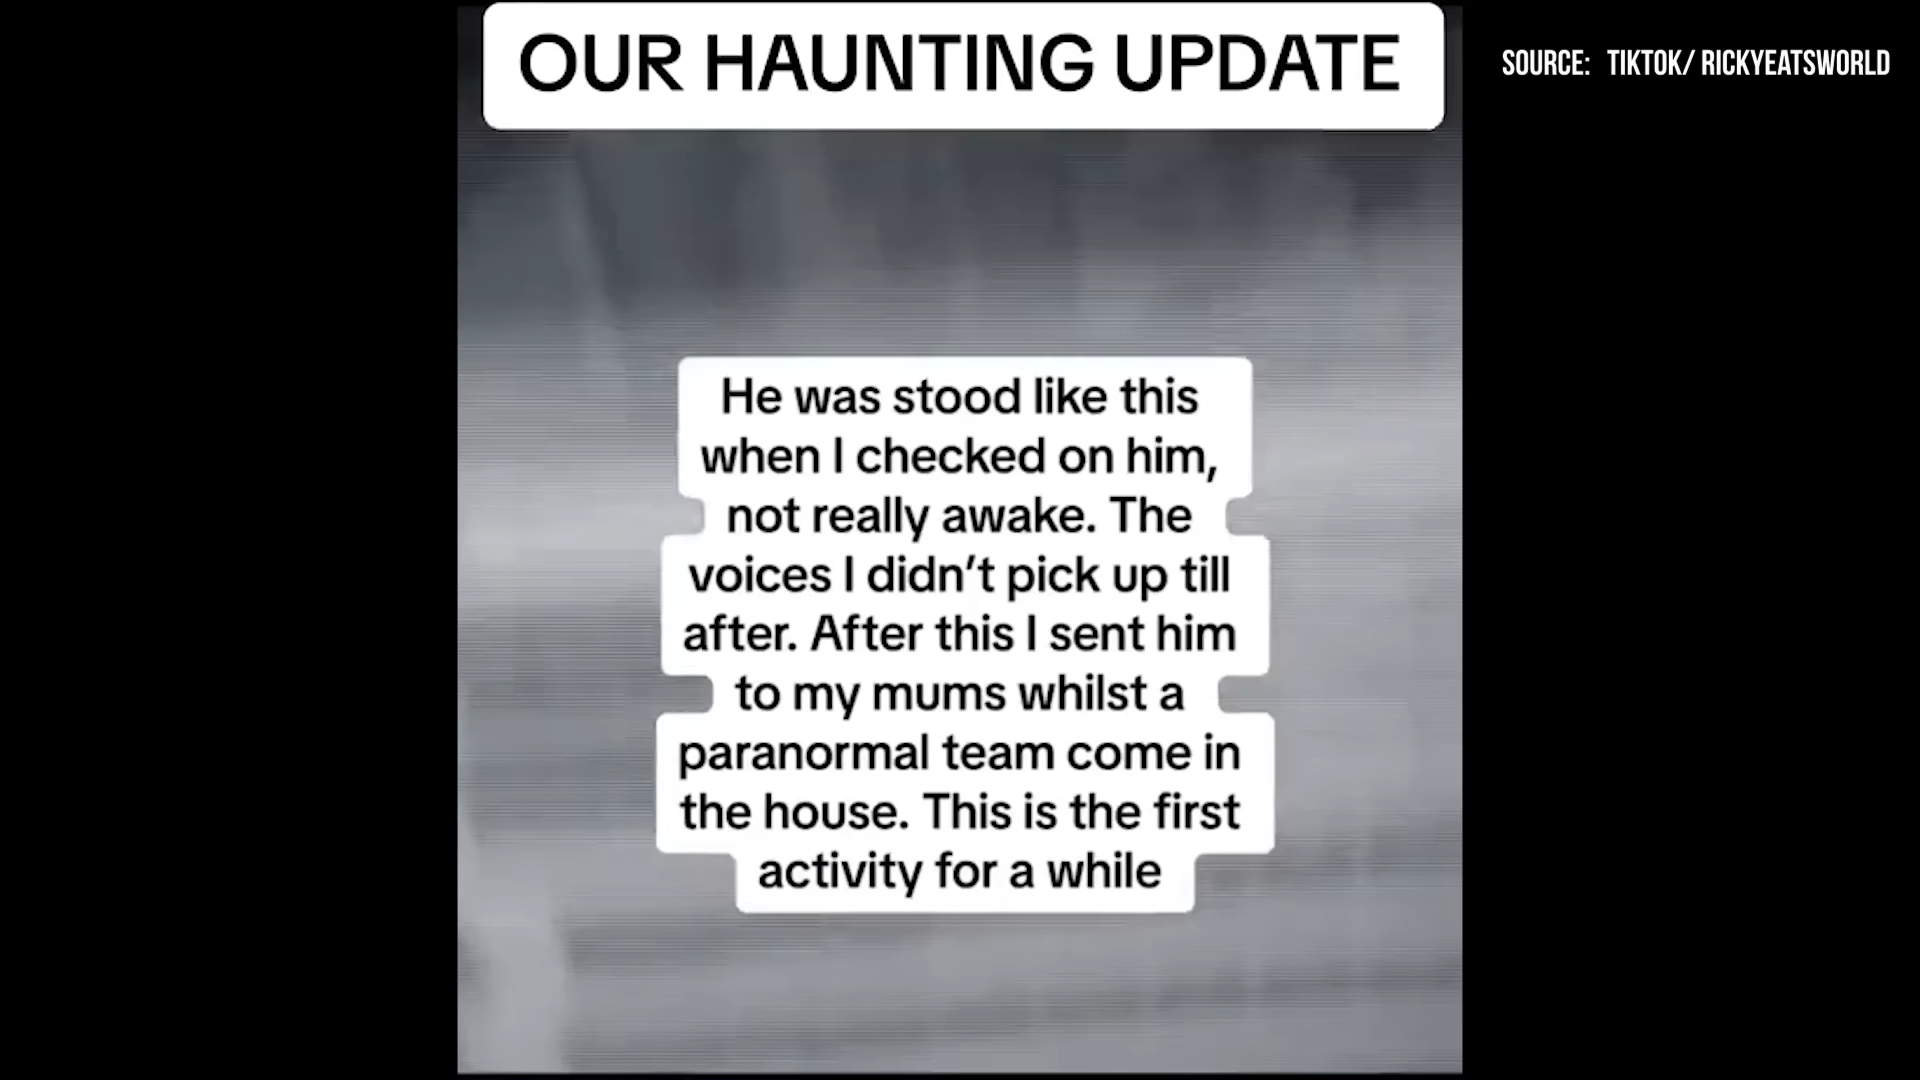 OUR HAUNTING UPDATE
SOURCE: TIKTOK/ RICKYEATSWORLD
He was stood like this
when I checked on him,
not really awake. The
voices I didn’t pick up till
after. After this I sent him
to my mums whilst a
paranormal team come in
the house. This is the first
activity for a while